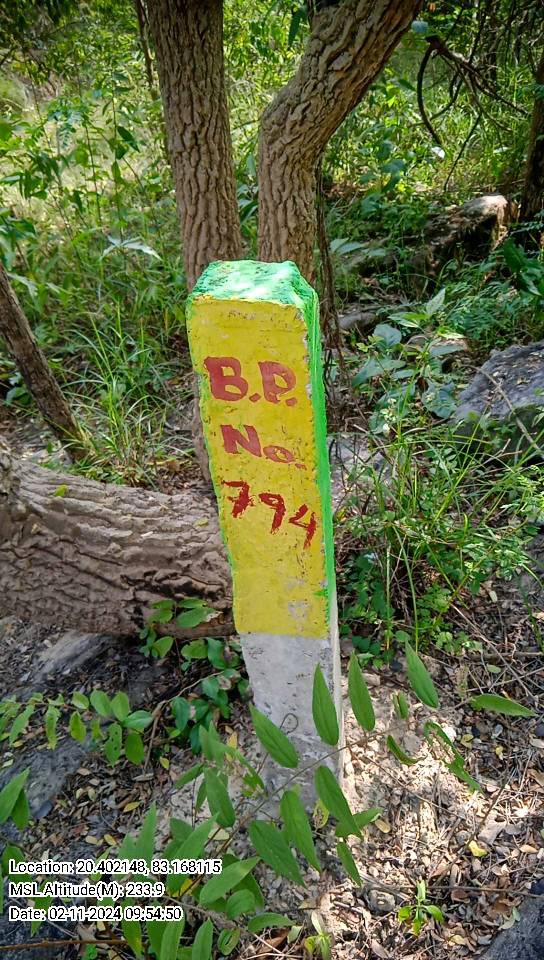 B.P.
No.
794
Location: 20.402148, 83.168115
MSL Altitude(M): 233.9
Date: 02-11-2024 09:54:50